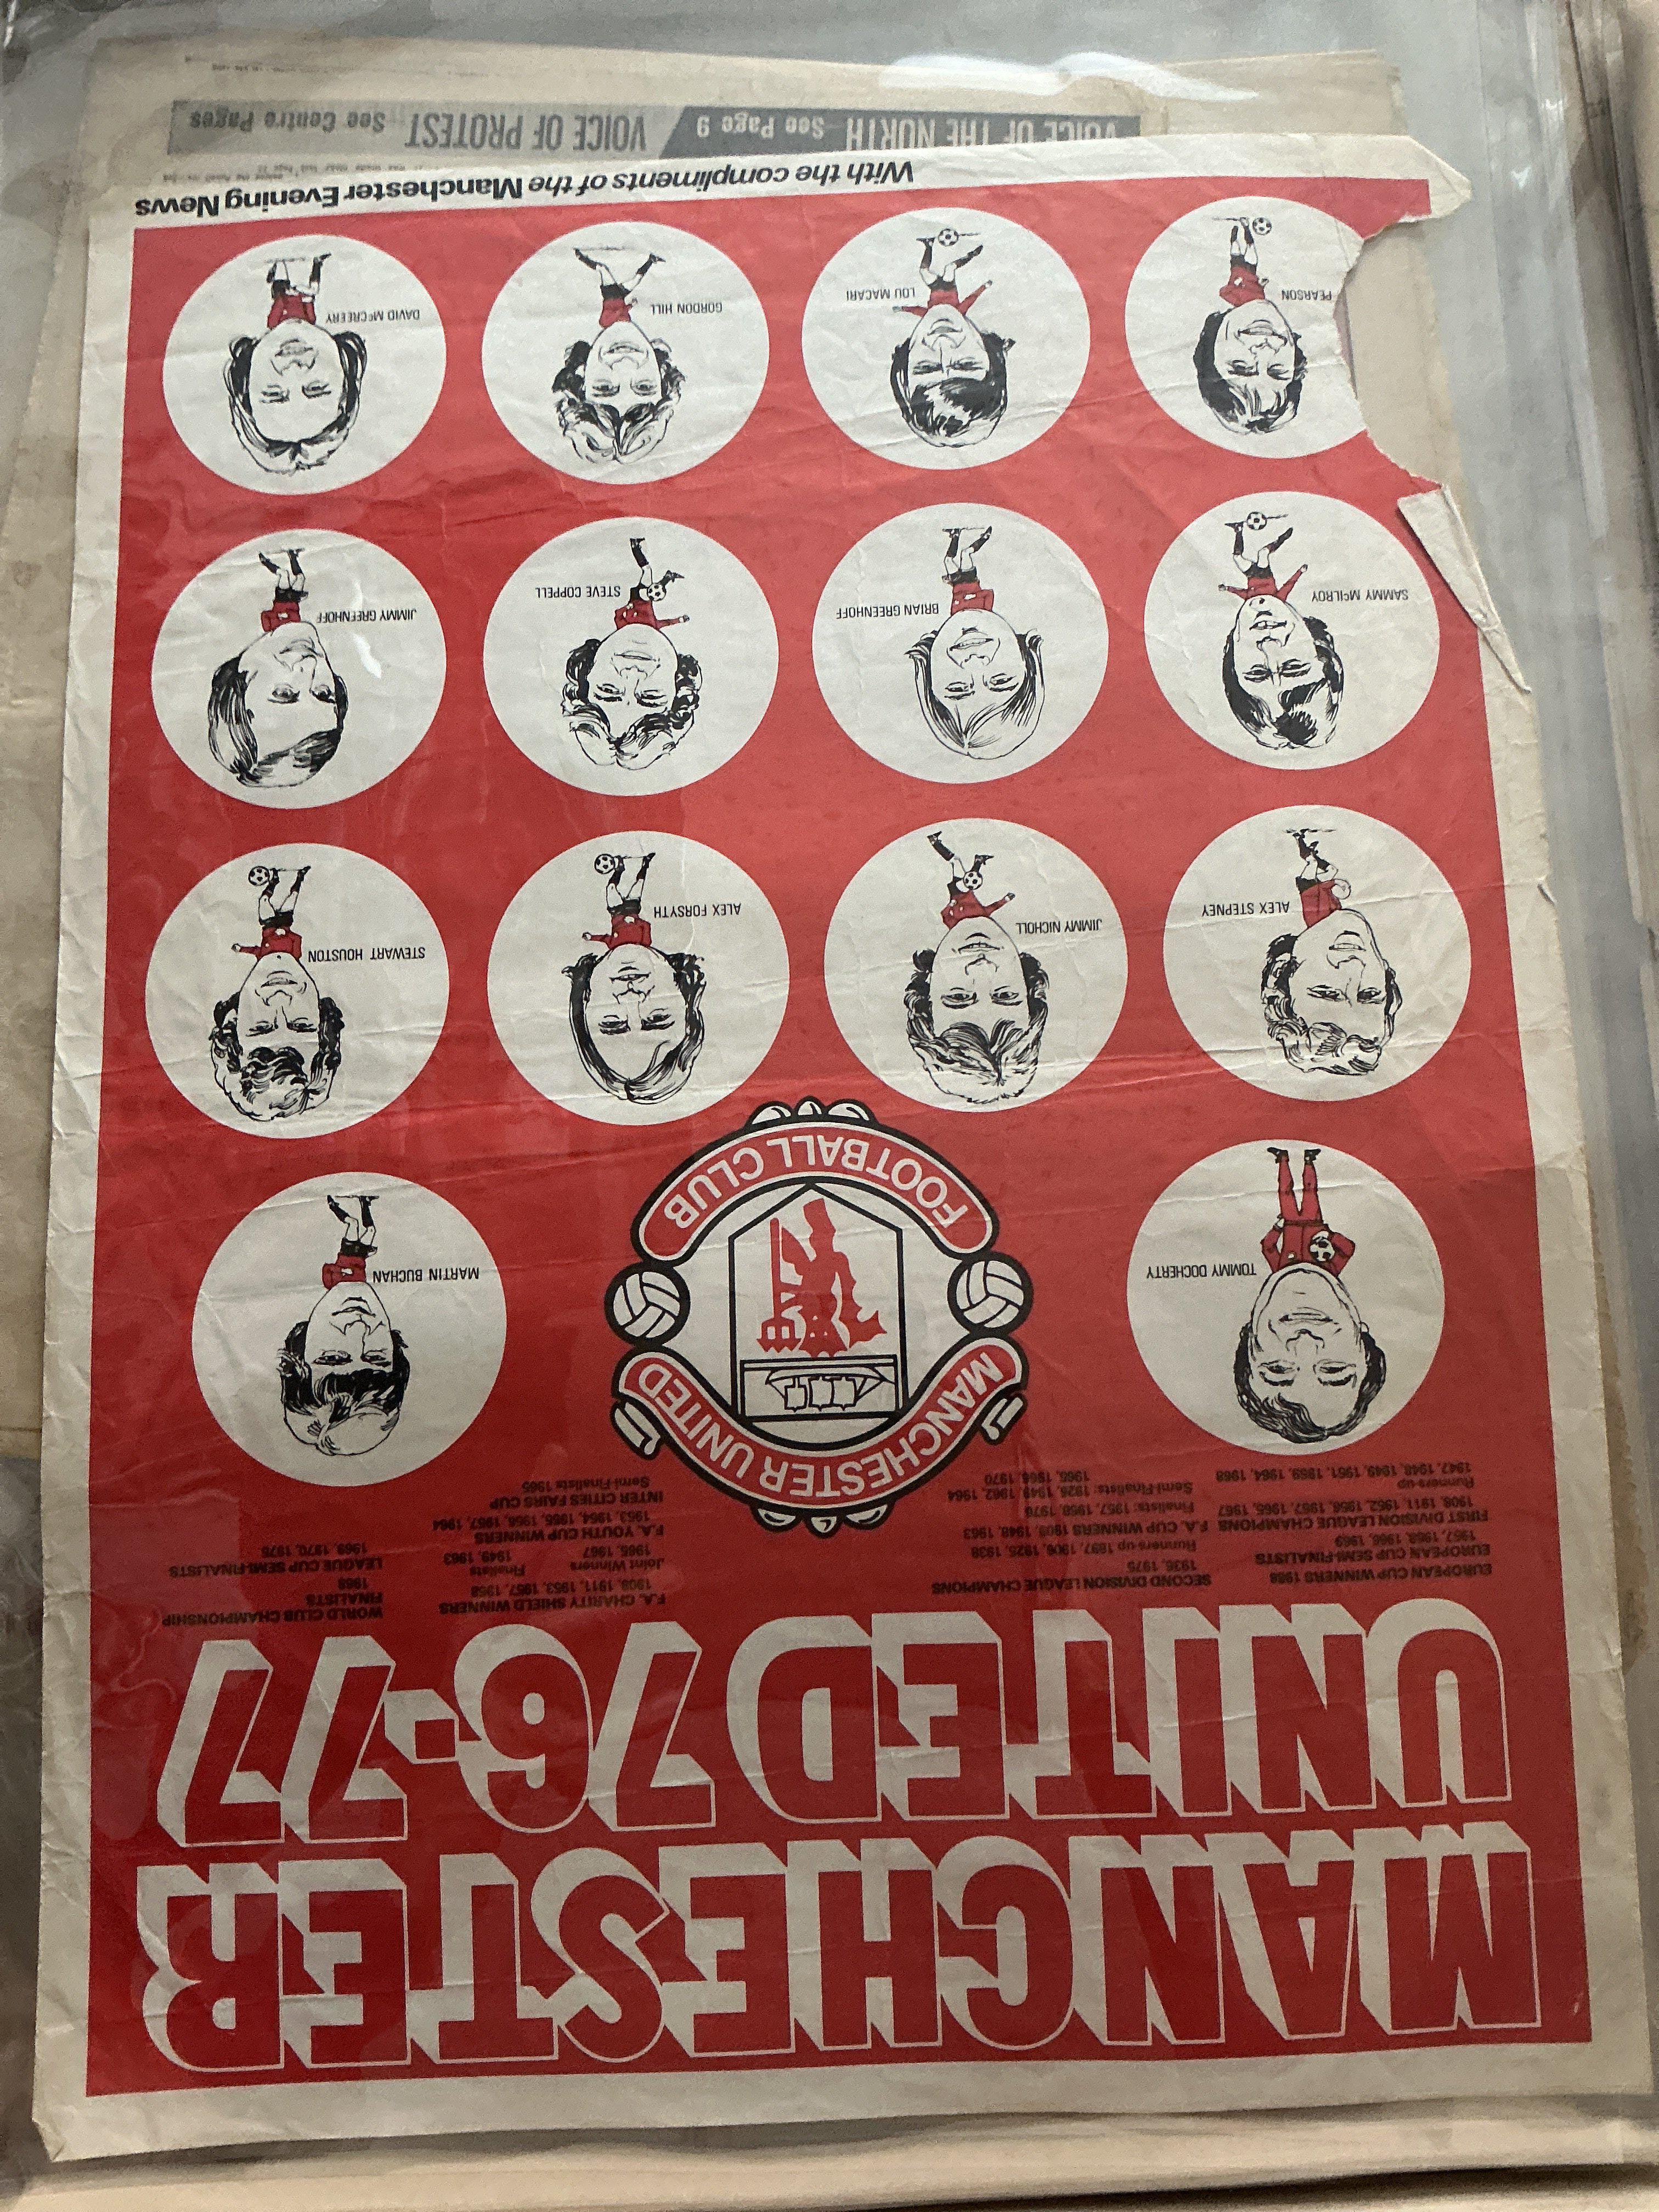 MANCHESTER
UNITED 76-77
EUROPEAN CUP WINNERS 1968
EUROPEAN CUP SEMI-FINALISTS
1957, 1958, 1966, 1969
FIRST DIVISION LEAGUE CHAMPIONS
1908, 1911, 1952, 1956, 1957, 1965, 1967
Runners-up
1947, 1948, 1949, 1951, 1959, 1964, 1968
SECOND DIVISION LEAGUE CHAMPIONS
1936, 1975
Runners-up 1897, 1906, 1925, 1938
F.A. CUP WINNERS 1909, 1948, 1963
Finalists: 1957, 1958, 1976
Semi-Finalists: 1926, 1949, 1962, 1964
1965, 1966, 1970
F.A. CHARITY SHIELD WINNERS
1908, 1911, 1953, 1957, 1958
Joint Winners Finalists
1965, 1967 1949, 1963
F.A. YOUTH CUP WINNERS
1953, 1954, 1955, 1956, 1957, 1964
INTER CITIES FAIRS CUP
Semi-Finalists 1965
WORLD CLUB CHAMPIONSHIP
FINALISTS
1968
LEAGUE CUP SEMI-FINALISTS
1969, 1970, 1975
TOMMY DOCHERTY
MANCHESTER UNITED
FOOTBALL CLUB
MARTIN BUCHAN
ALEX STEPNEY
JIMMY NICHOLL
ALEX FORSYTH
STEWART HOUSTON
SAMMY McILROY
BRIAN GREENHOFF
STEVE COPPELL
JIMMY GREENHOFF
PEARSON
LOU MACARI
GORDON HILL
DAVID McCREERY
With the compliments of the Manchester Evening News
VOICE OF THE NORTH See Page 9 VOICE OF PROTEST See Centre Pages